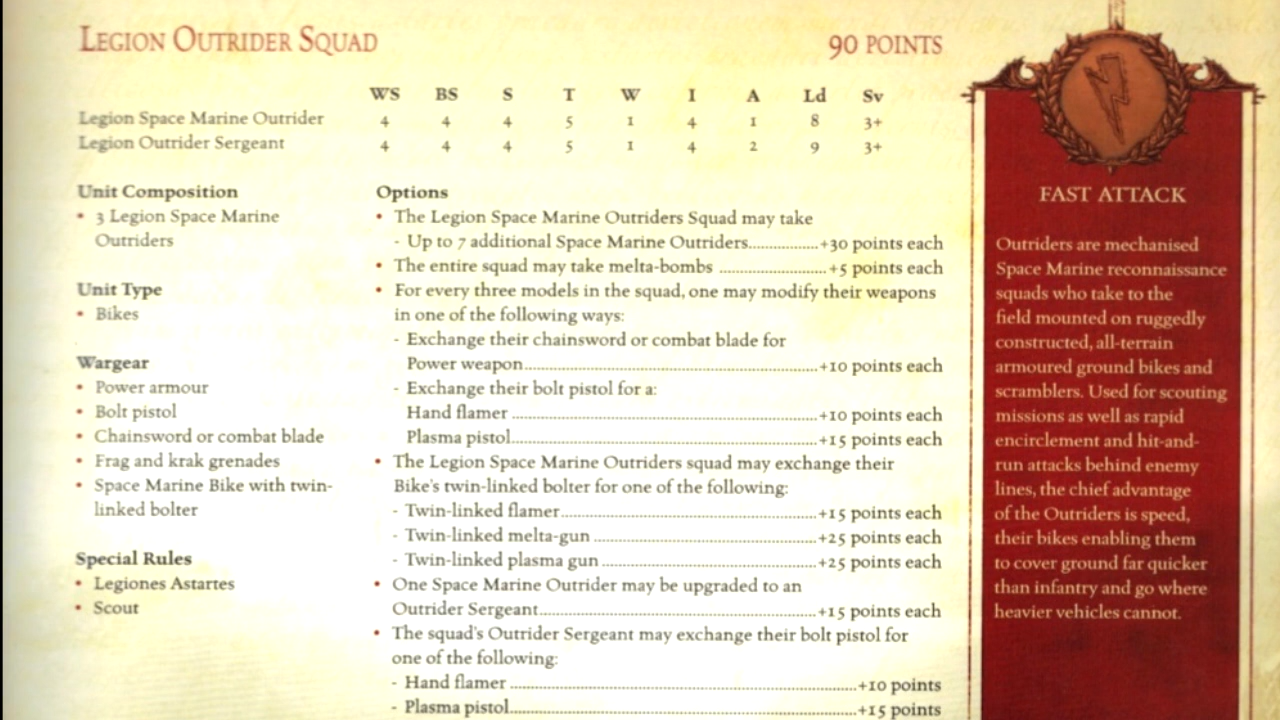 LEGION OUTRIDER SQUAD 90 POINTS
WS BS S T W I A Ld Sv
Legion Space Marine Outrider 4 4 4 5 1 4 1 8 3+
Legion Outrider Sergeant 4 4 4 5 1 4 2 9 3+
Unit Composition
• 3 Legion Space Marine
Outriders
Unit Type
• Bikes
Wargear
• Power armour
• Bolt pistol
• Chainsword or combat blade
• Frag and krak grenades
• Space Marine Bike with twin-
linked bolter
Special Rules
• Legiones Astartes
• Scout
Options
• The Legion Space Marine Outriders Squad may take
- Up to 7 additional Space Marine Outriders..................+30 points each
• The entire squad may take melta-bombs ...........................+5 points each
• For every three models in the squad, one may modify their weapons
in one of the following ways:
- Exchange their chainsword or combat blade for
Power weapon..........................................................................+10 points each
- Exchange their bolt pistol for a:
Hand flamer ............................................................................+10 points each
Plasma pistol............................................................................+15 points each
• The Legion Space Marine Outriders squad may exchange their
Bike's twin-linked bolter for one of the following:
- Twin-linked flamer................................................................+15 points each
- Twin-linked melta-gun ........................................................+25 points each
- Twin-linked plasma gun ......................................................+25 points each
• One Space Marine Outrider may be upgraded to an
Outrider Sergeant.....................................................................+15 points each
• The squad's Outrider Sergeant may exchange their bolt pistol for
one of the following:
- Hand flamer ......................................................................................+10 points
- Plasma pistol......................................................................................+15 points
FAST ATTACK
Outriders are mechanised
Space Marine reconnaissance
squads who take to the
field mounted on ruggedly
constructed, all-terrain
armoured ground bikes and
scramblers. Used for scouting
missions as well as rapid
encirclement and hit-and-
run attacks behind enemy
lines, the chief advantage
of the Outriders is speed,
their bikes enabling them
to cover ground far quicker
than infantry and go where
heavier vehicles cannot.